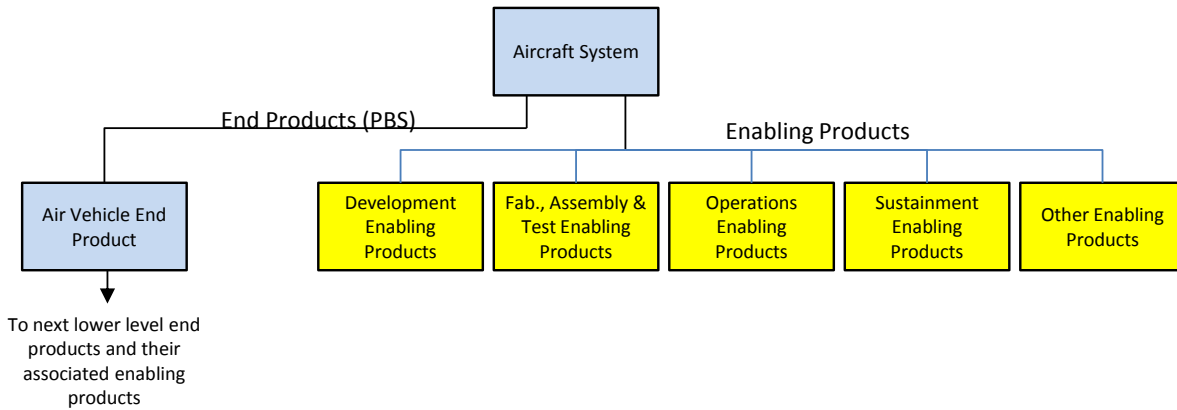 Aircraft System
End Products (PBS)
Enabling Products
Air Vehicle End
Product
Development
Enabling
Products
Fab., Assembly &
Test Enabling
Products
Operations
Enabling
Products
Sustainment
Enabling
Products
Other Enabling
Products
To next lower level end
products and their
associated enabling
products